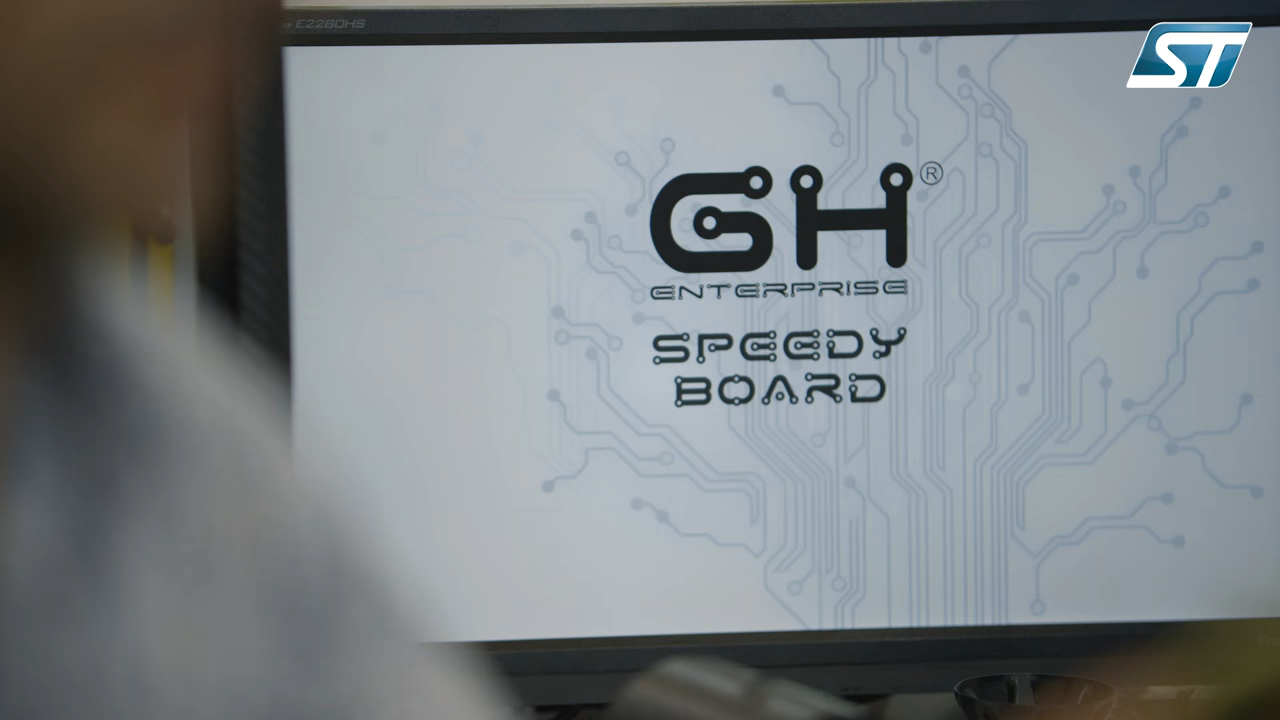 E2280HS
ST
GH®
ENTERPRISE
SPEEDY
BOARD